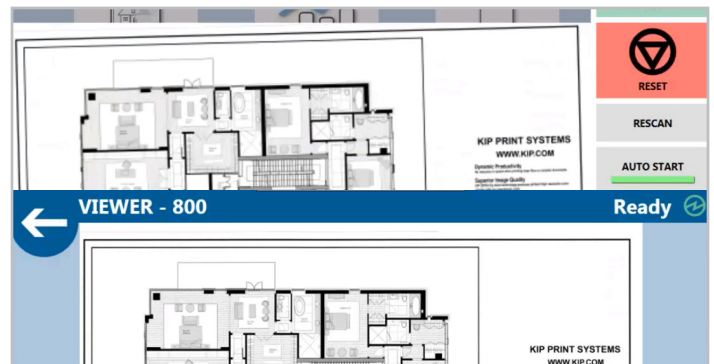 RESET
RESCAN
KIP PRINT SYSTEMS
WWW.KIP.COM
Dynamic Productivity
Superior Image Quality
AUTO START
VIEWER - 800
Ready
KIP PRINT SYSTEMS
WWW.KIP.COM